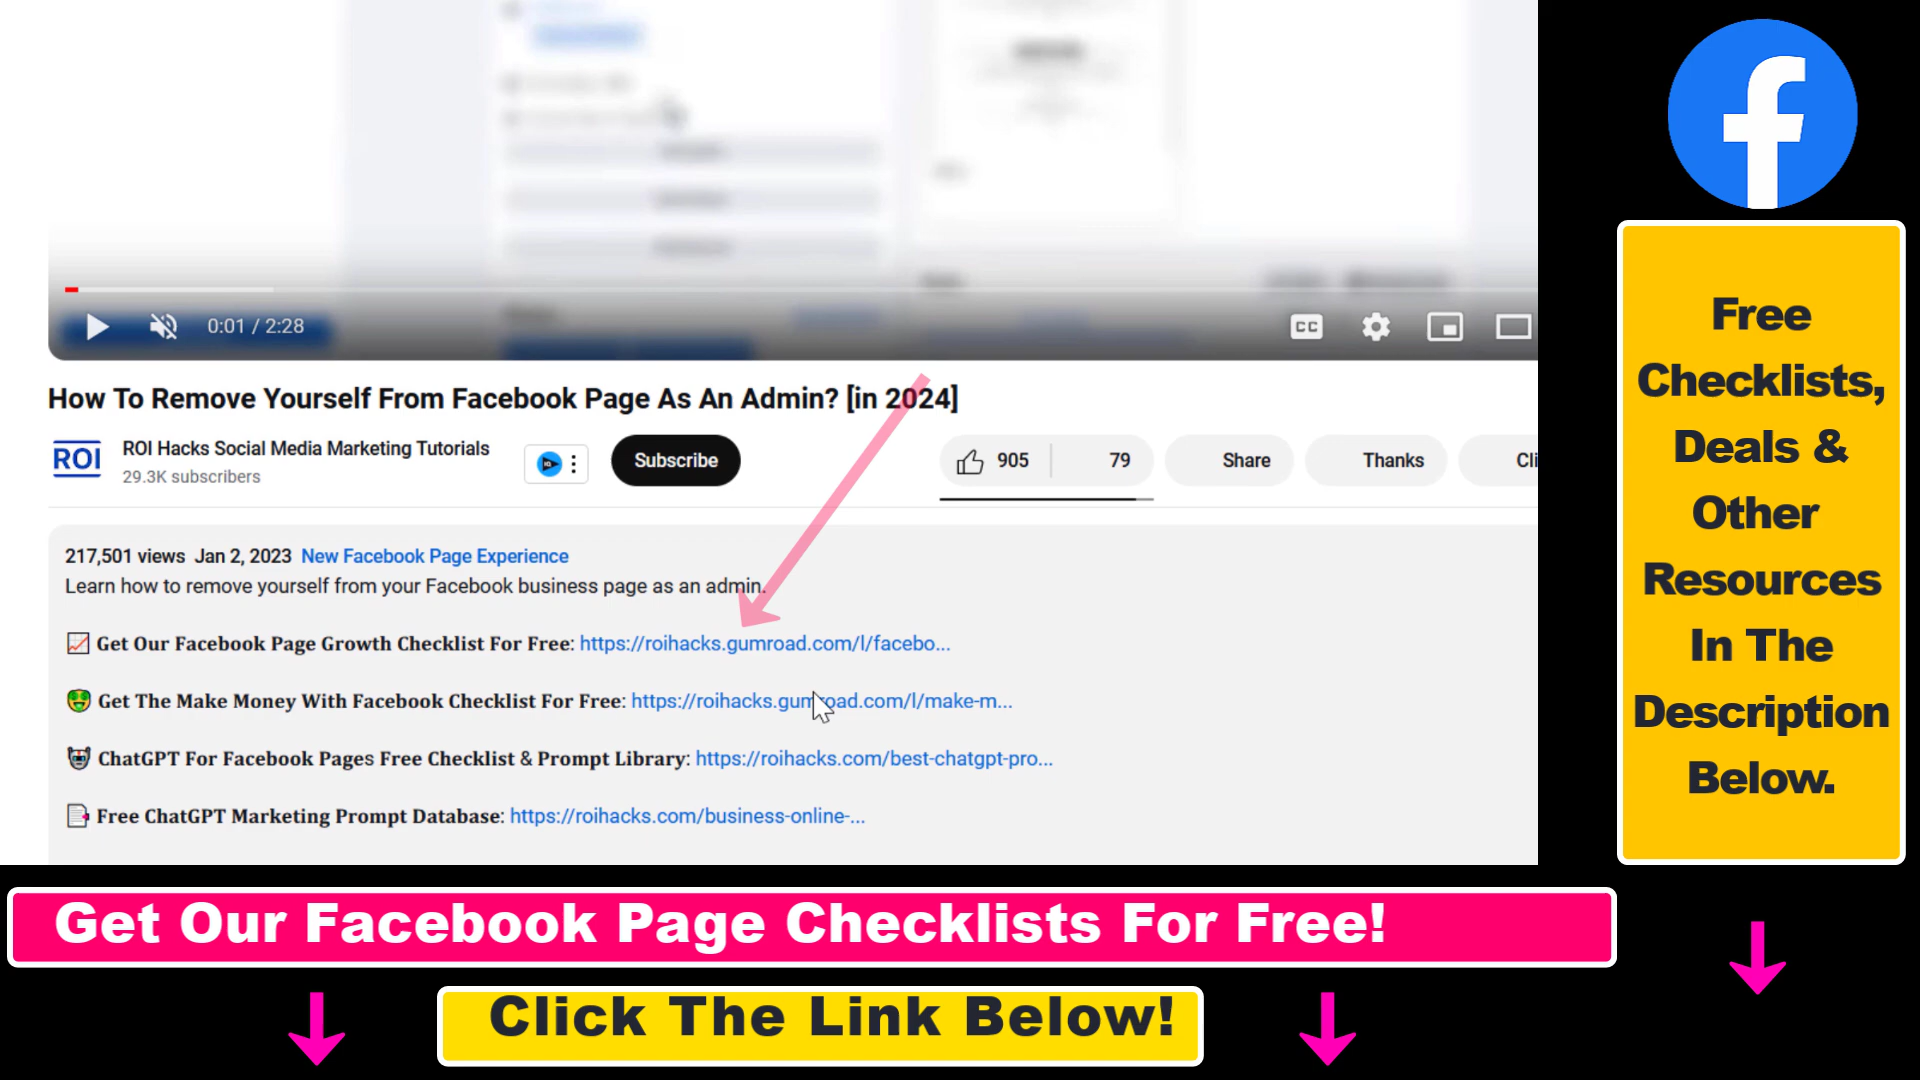 0:01 / 2:28
CC
How To Remove Yourself From Facebook Page As An Admin? [in 2024]
ROI
ROI Hacks Social Media Marketing Tutorials
29.3K subscribers
Subscribe
905
79
Share
Thanks
Cli
217,501 views Jan 2, 2023 New Facebook Page Experience
Learn how to remove yourself from your Facebook business page as an admin.
Get Our Facebook Page Growth Checklist For Free: https://roihacks.gumroad.com/l/facebo...
Get The Make Money With Facebook Checklist For Free: https://roihacks.gumroad.com/l/make-m...
ChatGPT For Facebook Pages Free Checklist & Prompt Library: https://roihacks.com/best-chatgpt-pro...
Free ChatGPT Marketing Prompt Database: https://roihacks.com/business-online-...
Free
Checklists,
Deals &
Other
Resources
In The
Description
Below.
Get Our Facebook Page Checklists For Free!
Click The Link Below!